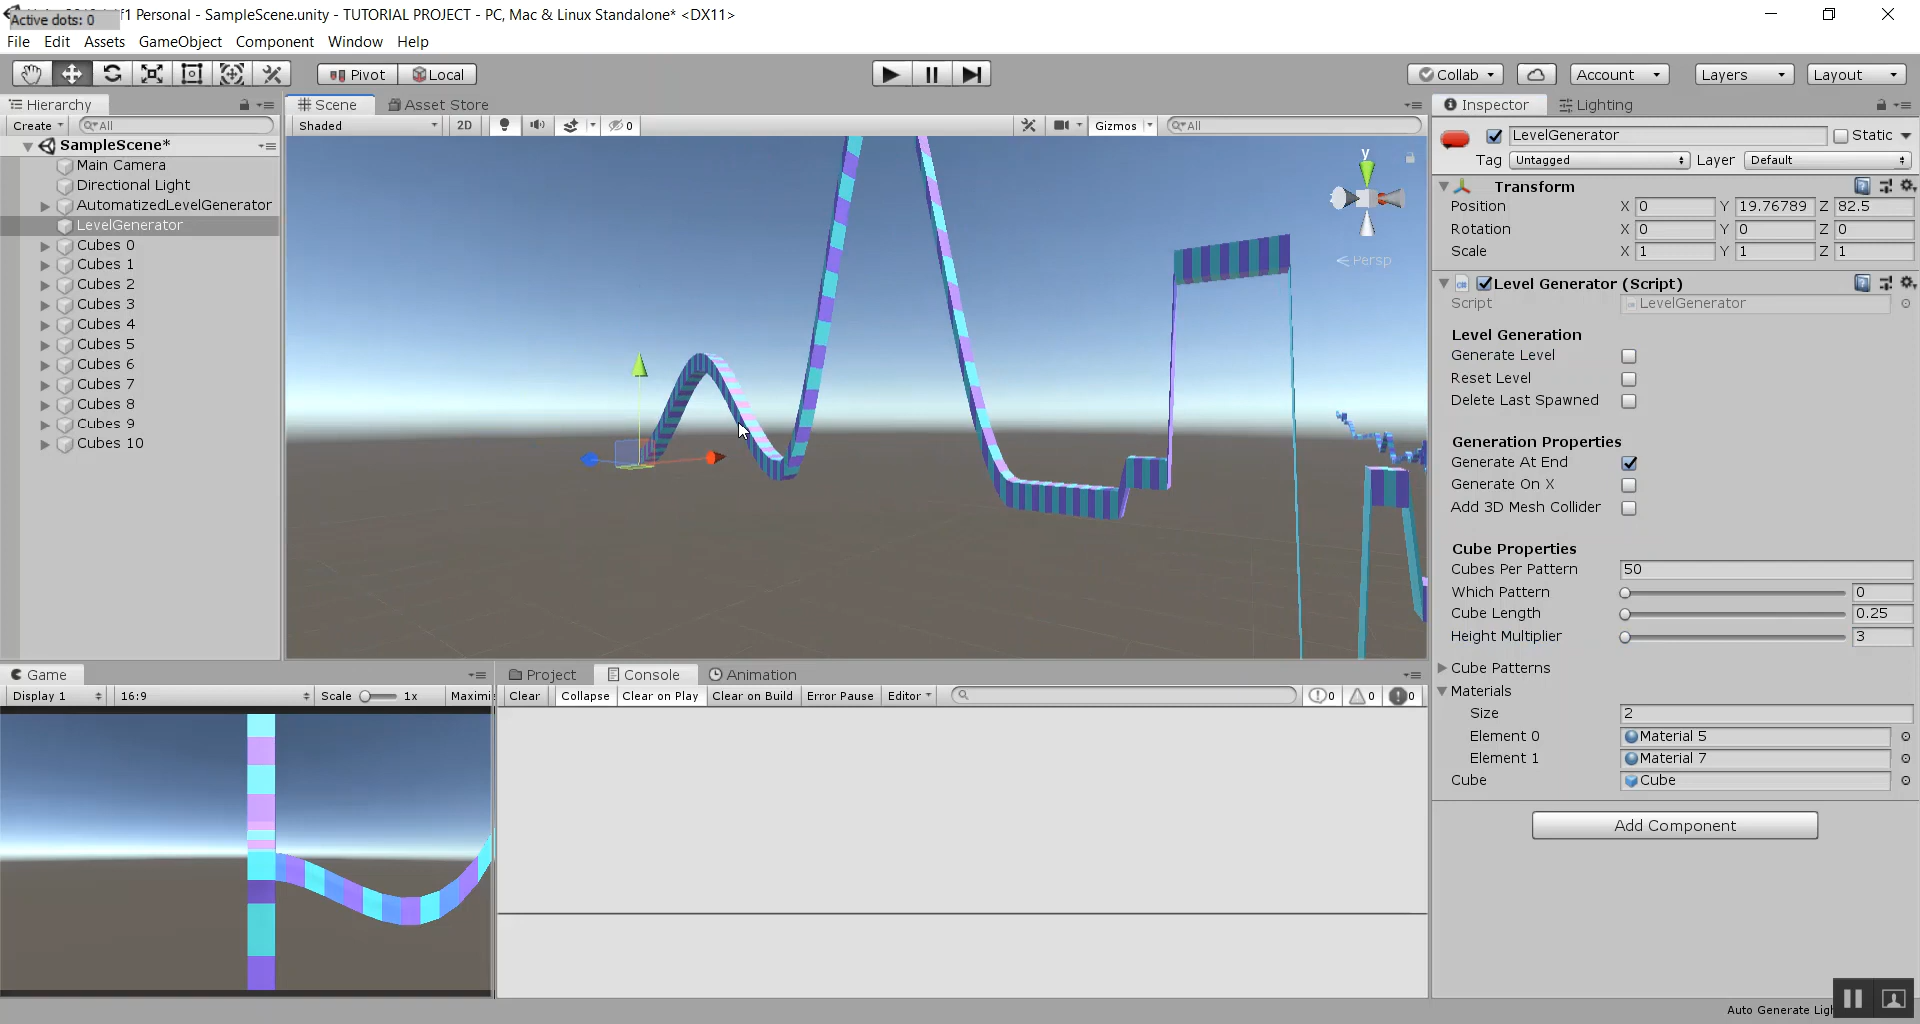 Active dots: 0
f1 Personal - SampleScene.unity - TUTORIAL PROJECT - PC, Mac & Linux Standalone* <DX11>
File Edit Assets GameObject Component Window Help
Pivot Local Collab Account Layers Layout
Hierarchy Scene Asset Store Inspector Lighting
Create All Shaded 2D 0 Gizmos All
SampleScene*
Main Camera
Directional Light
AutomatizedLevelGenerator
LevelGenerator
Cubes 0
Cubes 1
Cubes 2
Cubes 3
Cubes 4
Cubes 5
Cubes 6
Cubes 7
Cubes 8
Cubes 9
Cubes 10
y
Persp
LevelGenerator Static
Tag Untagged Layer Default
Transform
Position X 0 Y 19.76789 Z 82.5
Rotation X 0 Y 0 Z 0
Scale X 1 Y 1 Z 1
Level Generator (Script)
Script LevelGenerator
Level Generation
Generate Level
Reset Level
Delete Last Spawned
Generation Properties
Generate At End
Generate On X
Add 3D Mesh Collider
Cube Properties
Cubes Per Pattern 50
Which Pattern 0
Cube Length 0.25
Height Multiplier 3
Cube Patterns
Materials
Size 2
Element 0 Material 5
Element 1 Material 7
Cube Cube
Add Component
Game
Display 1 16:9 Scale 1x Maximi
Project Console Animation
Clear Collapse Clear on Play Clear on Build Error Pause Editor 0 0 0
Auto Generate Ligh